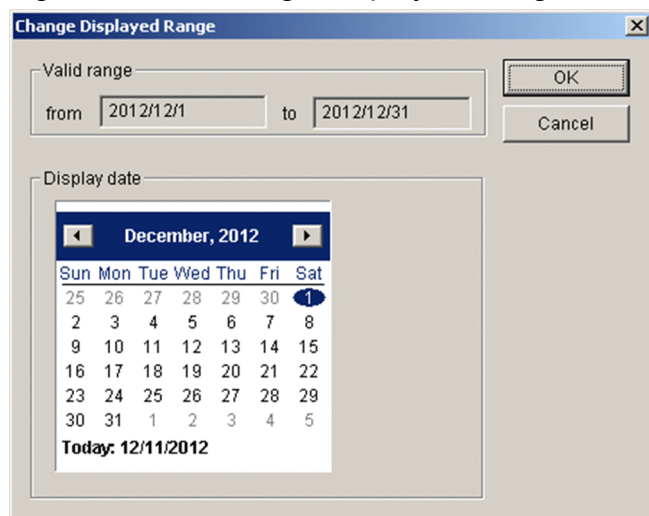 Change Displayed Range
Valid range
from 2012/12/1 to 2012/12/31
OK
Cancel
Display date
December, 2012
Sun Mon Tue Wed Thu Fri Sat
25 26 27 28 29 30 1
2 3 4 5 6 7 8
9 10 11 12 13 14 15
16 17 18 19 20 21 22
23 24 25 26 27 28 29
30 31 1 2 3 4 5
Today: 12/11/2012